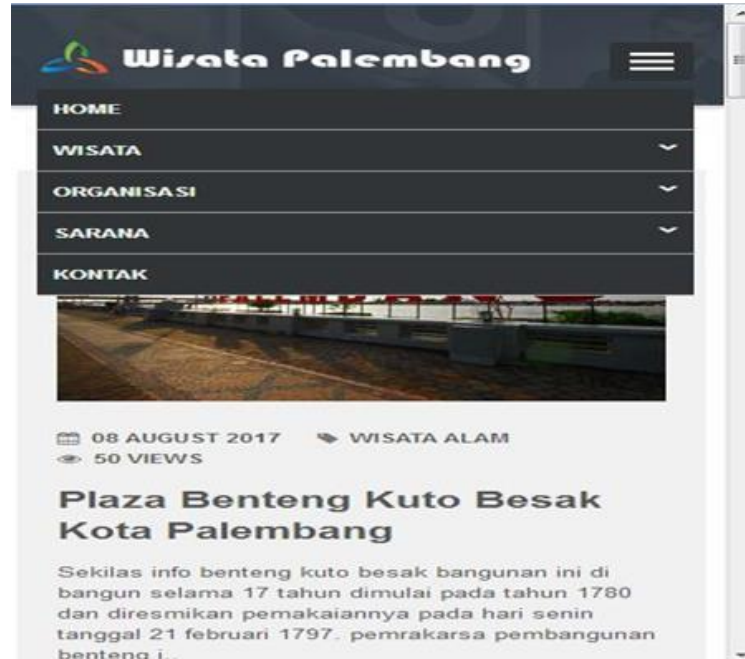 Wisata Palembang
HOME
WISATA
ORGANISASI
SARANA
KONTAK
08 AUGUST 2017 WISATA ALAM
50 VIEWS
Plaza Benteng Kuto Besak
Kota Palembang
Sekilas info benteng kuto besak bangunan ini di
bangun selama 17 tahun dimulai pada tahun 1780
dan diresmikan pemakaiannya pada hari senin
tanggal 21 februari 1797. pemrakarsa pembangunan
benteng i..